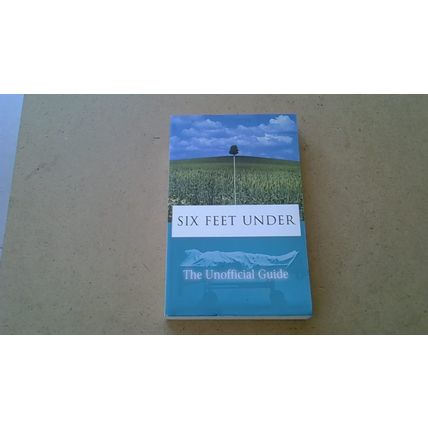 SIX FEET UNDER
The Unofficial Guide